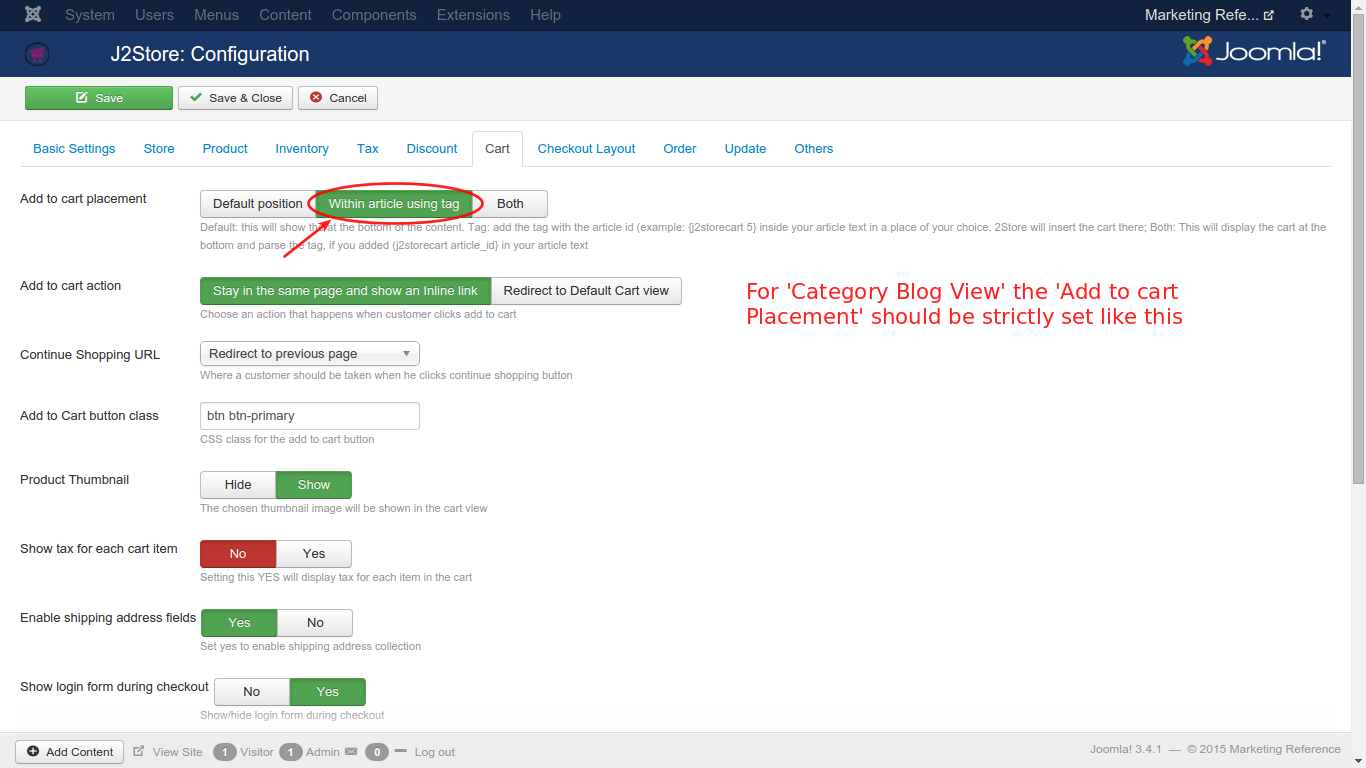 System Users Menus Content Components Extensions Help Marketing Refe...
J2Store: Configuration Joomla!®
Save Save & Close Cancel
Basic Settings Store Product Inventory Tax Discount Cart Checkout Layout Order Update Others
Add to cart placement Default position Within article using tag Both
Default: this will show the at the bottom of the content. Tag: add the tag with the article id (example: {j2storecart 5} inside your article text in a place of your choice. 2Store will insert the cart there; Both: This will display the cart at the
bottom and parse the tag, if you added (j2storecart article_id} in your article text
Add to cart action Stay in the same page and show an Inline link Redirect to Default Cart view
Choose an action that happens when customer clicks add to cart
For 'Category Blog View' the 'Add to cart
Placement' should be strictly set like this
Continue Shopping URL Redirect to previous page
Where a customer should be taken when he clicks continue shopping button
Add to Cart button class btn btn-primary
CSS class for the add to cart button
Product Thumbnail Hide Show
The chosen thumbnail image will be shown in the cart view
Show tax for each cart item No Yes
Setting this YES will display tax for each item in the cart
Enable shipping address fields Yes No
Set yes to enable shipping address collection
Show login form during checkout No Yes
Show/hide login form during checkout
Add Content View Site 1 Visitor 1 Admin 0 Log out Joomla! 3.4.1 — © 2015 Marketing Reference